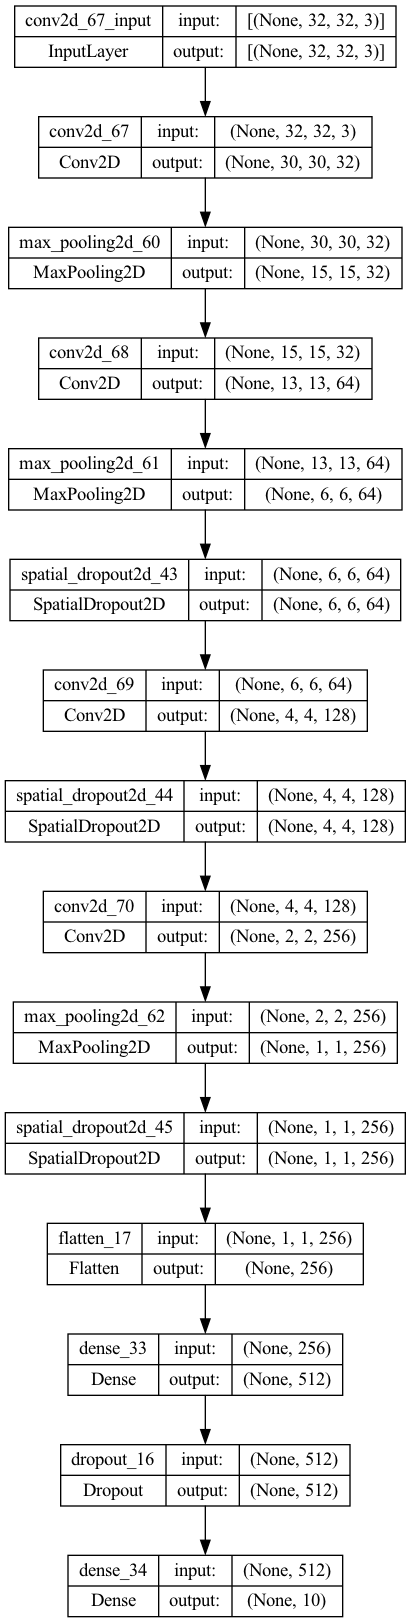 conv2d_67_input input: [(None, 32, 32, 3)]
InputLayer output: [(None, 32, 32, 3)]
conv2d_67 input: (None, 32, 32, 3)
Conv2D output: (None, 30, 30, 32)
max_pooling2d_60 input: (None, 30, 30, 32)
MaxPooling2D output: (None, 15, 15, 32)
conv2d_68 input: (None, 15, 15, 32)
Conv2D output: (None, 13, 13, 64)
max_pooling2d_61 input: (None, 13, 13, 64)
MaxPooling2D output: (None, 6, 6, 64)
spatial_dropout2d_43 input: (None, 6, 6, 64)
SpatialDropout2D output: (None, 6, 6, 64)
conv2d_69 input: (None, 6, 6, 64)
Conv2D output: (None, 4, 4, 128)
spatial_dropout2d_44 input: (None, 4, 4, 128)
SpatialDropout2D output: (None, 4, 4, 128)
conv2d_70 input: (None, 4, 4, 128)
Conv2D output: (None, 2, 2, 256)
max_pooling2d_62 input: (None, 2, 2, 256)
MaxPooling2D output: (None, 1, 1, 256)
spatial_dropout2d_45 input: (None, 1, 1, 256)
SpatialDropout2D output: (None, 1, 1, 256)
flatten_17 input: (None, 1, 1, 256)
Flatten output: (None, 256)
dense_33 input: (None, 256)
Dense output: (None, 512)
dropout_16 input: (None, 512)
Dropout output: (None, 512)
dense_34 input: (None, 512)
Dense output: (None, 10)